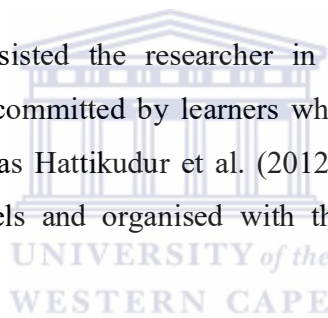 sisted the researcher in
committed by learners wh
as Hattikudur et al. (2012
els and organised with th
UNIVERSITY of the
WESTERN CAPE